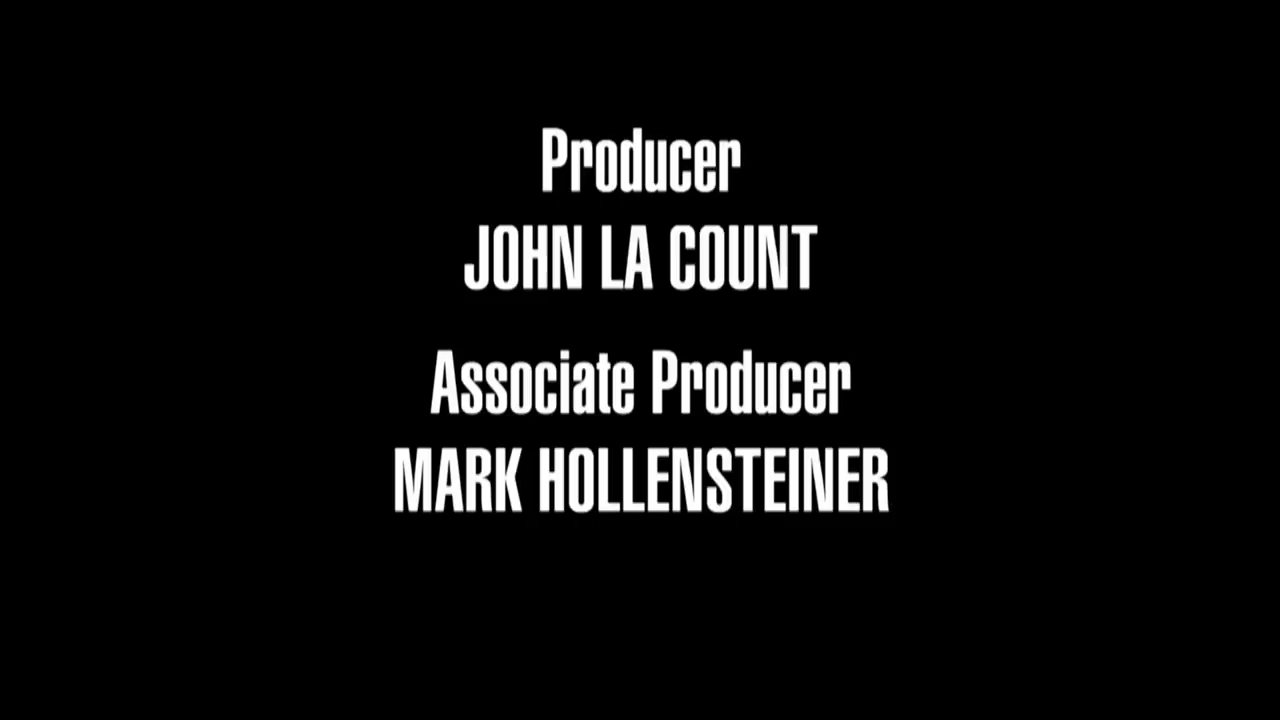 Producer
JOHN LA COUNT
Associate Producer
MARK HOLLENSTEINER